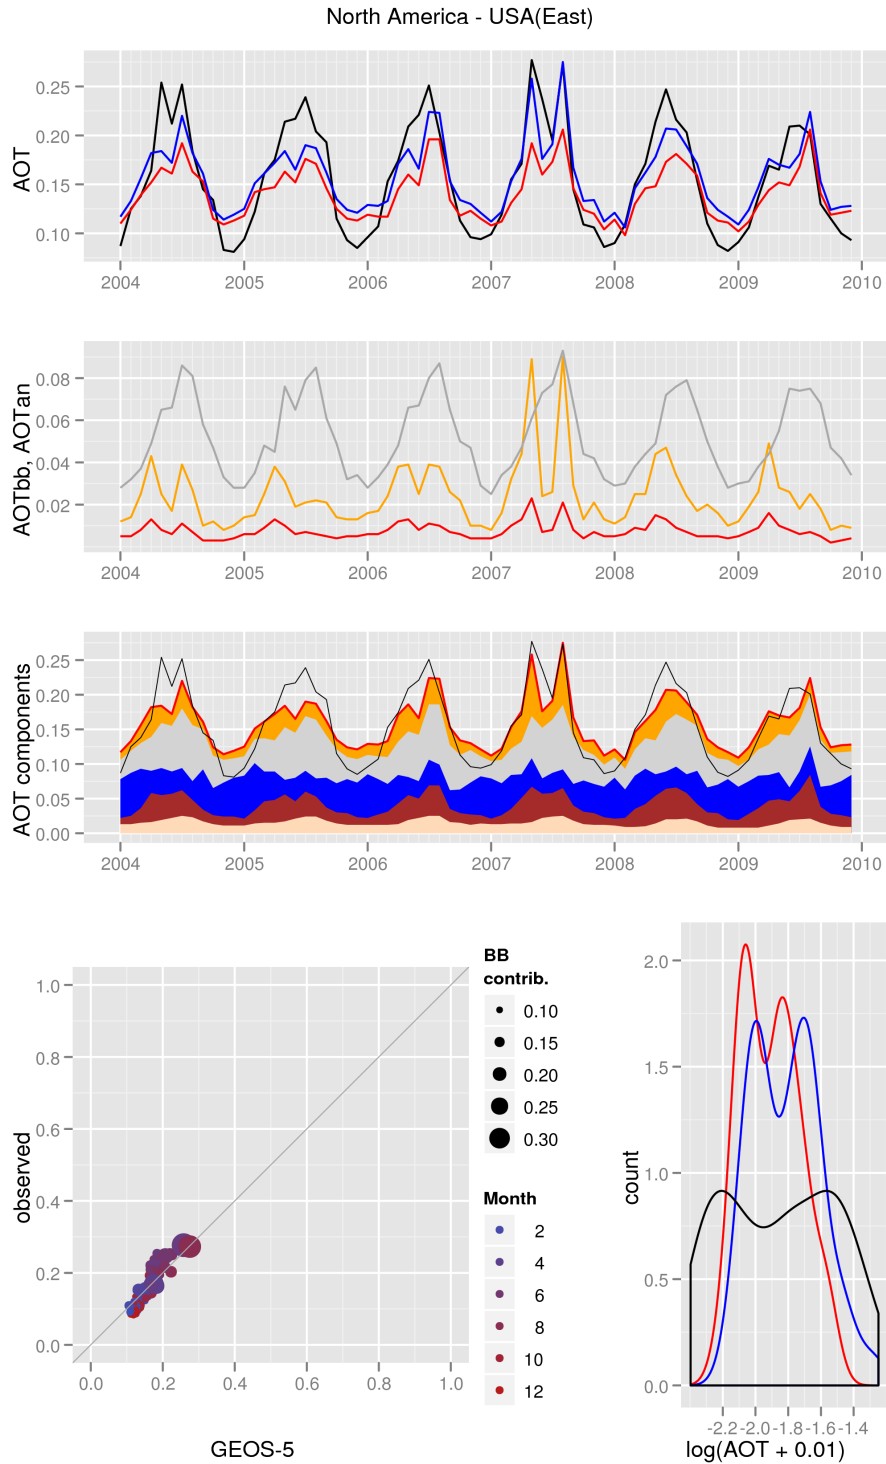 North America - USA(East)
AOT
0.25
0.20
0.15
0.10
2004 2005 2006 2007 2008 2009 2010
AOTbb, AOTan
0.08
0.06
0.04
0.02
2004 2005 2006 2007 2008 2009 2010
AOT components
0.25
0.20
0.15
0.10
0.05
0.00
2004 2005 2006 2007 2008 2009 2010
observed
1.0
0.8
0.6
0.4
0.2
0.0
0.0 0.2 0.4 0.6 0.8 1.0
GEOS-5
BB
contrib.
0.10
0.15
0.20
0.25
0.30
Month
2
4
6
8
10
12
count
2.0
1.5
1.0
0.5
0.0
-2.2 -2.0 -1.8 -1.6 -1.4
log(AOT + 0.01)